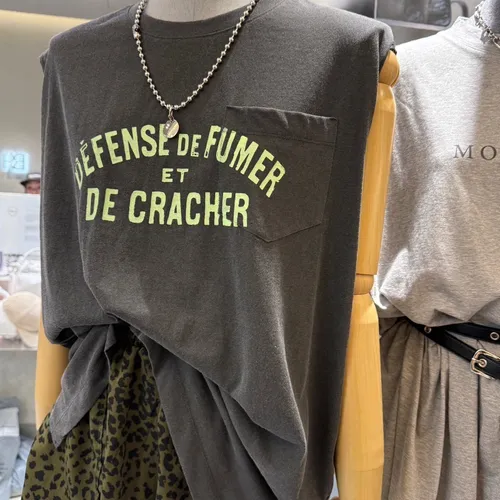 DÉFENSE DE FUMER
ET
DE CRACHER
MO